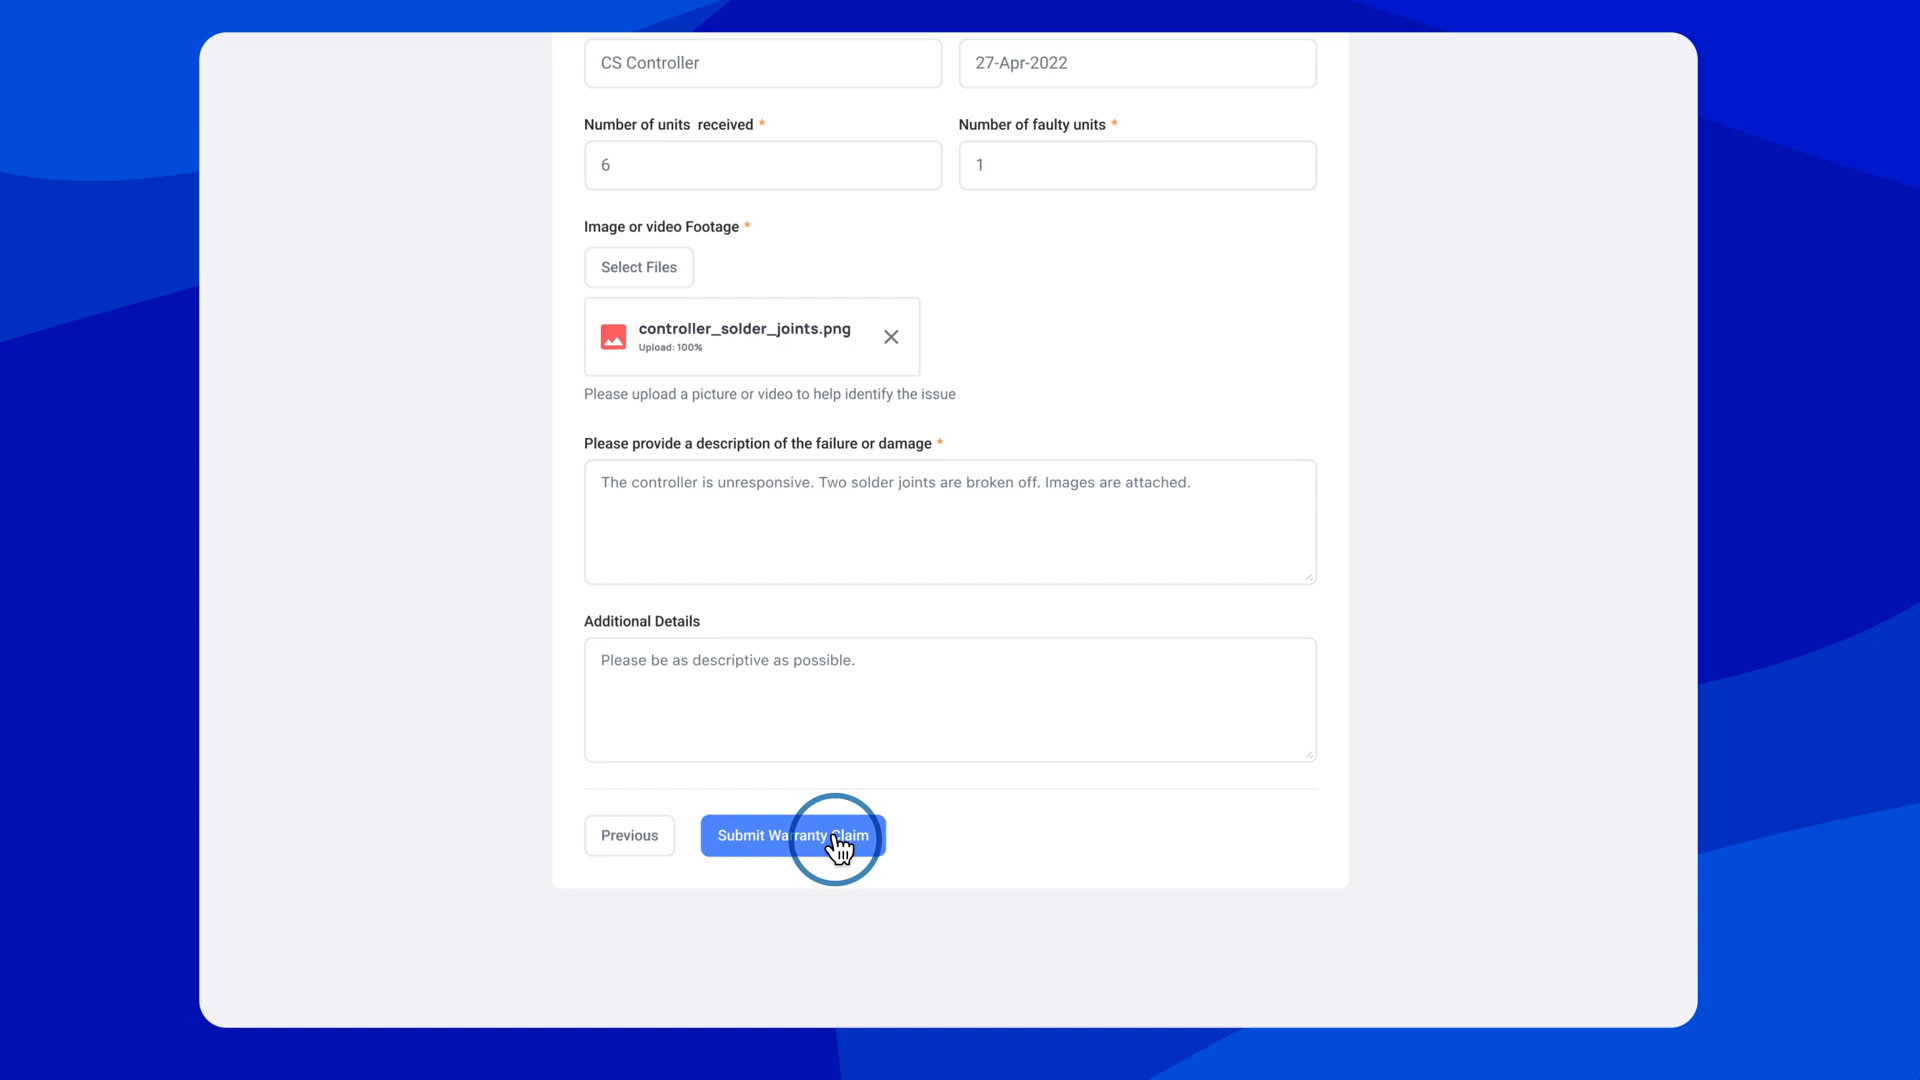 CS Controller
27-Apr-2022
Number of units  received *
Number of faulty units *
6
1
Image or video Footage *
Select Files
controller_solder_joints.png
Upload: 100%
Please upload a picture or video to help identify the issue
Please provide a description of the failure or damage *
The controller is unresponsive. Two solder joints are broken off. Images are attached.
Additional Details
Please be as descriptive as possible.
Previous
Submit Warranty Claim